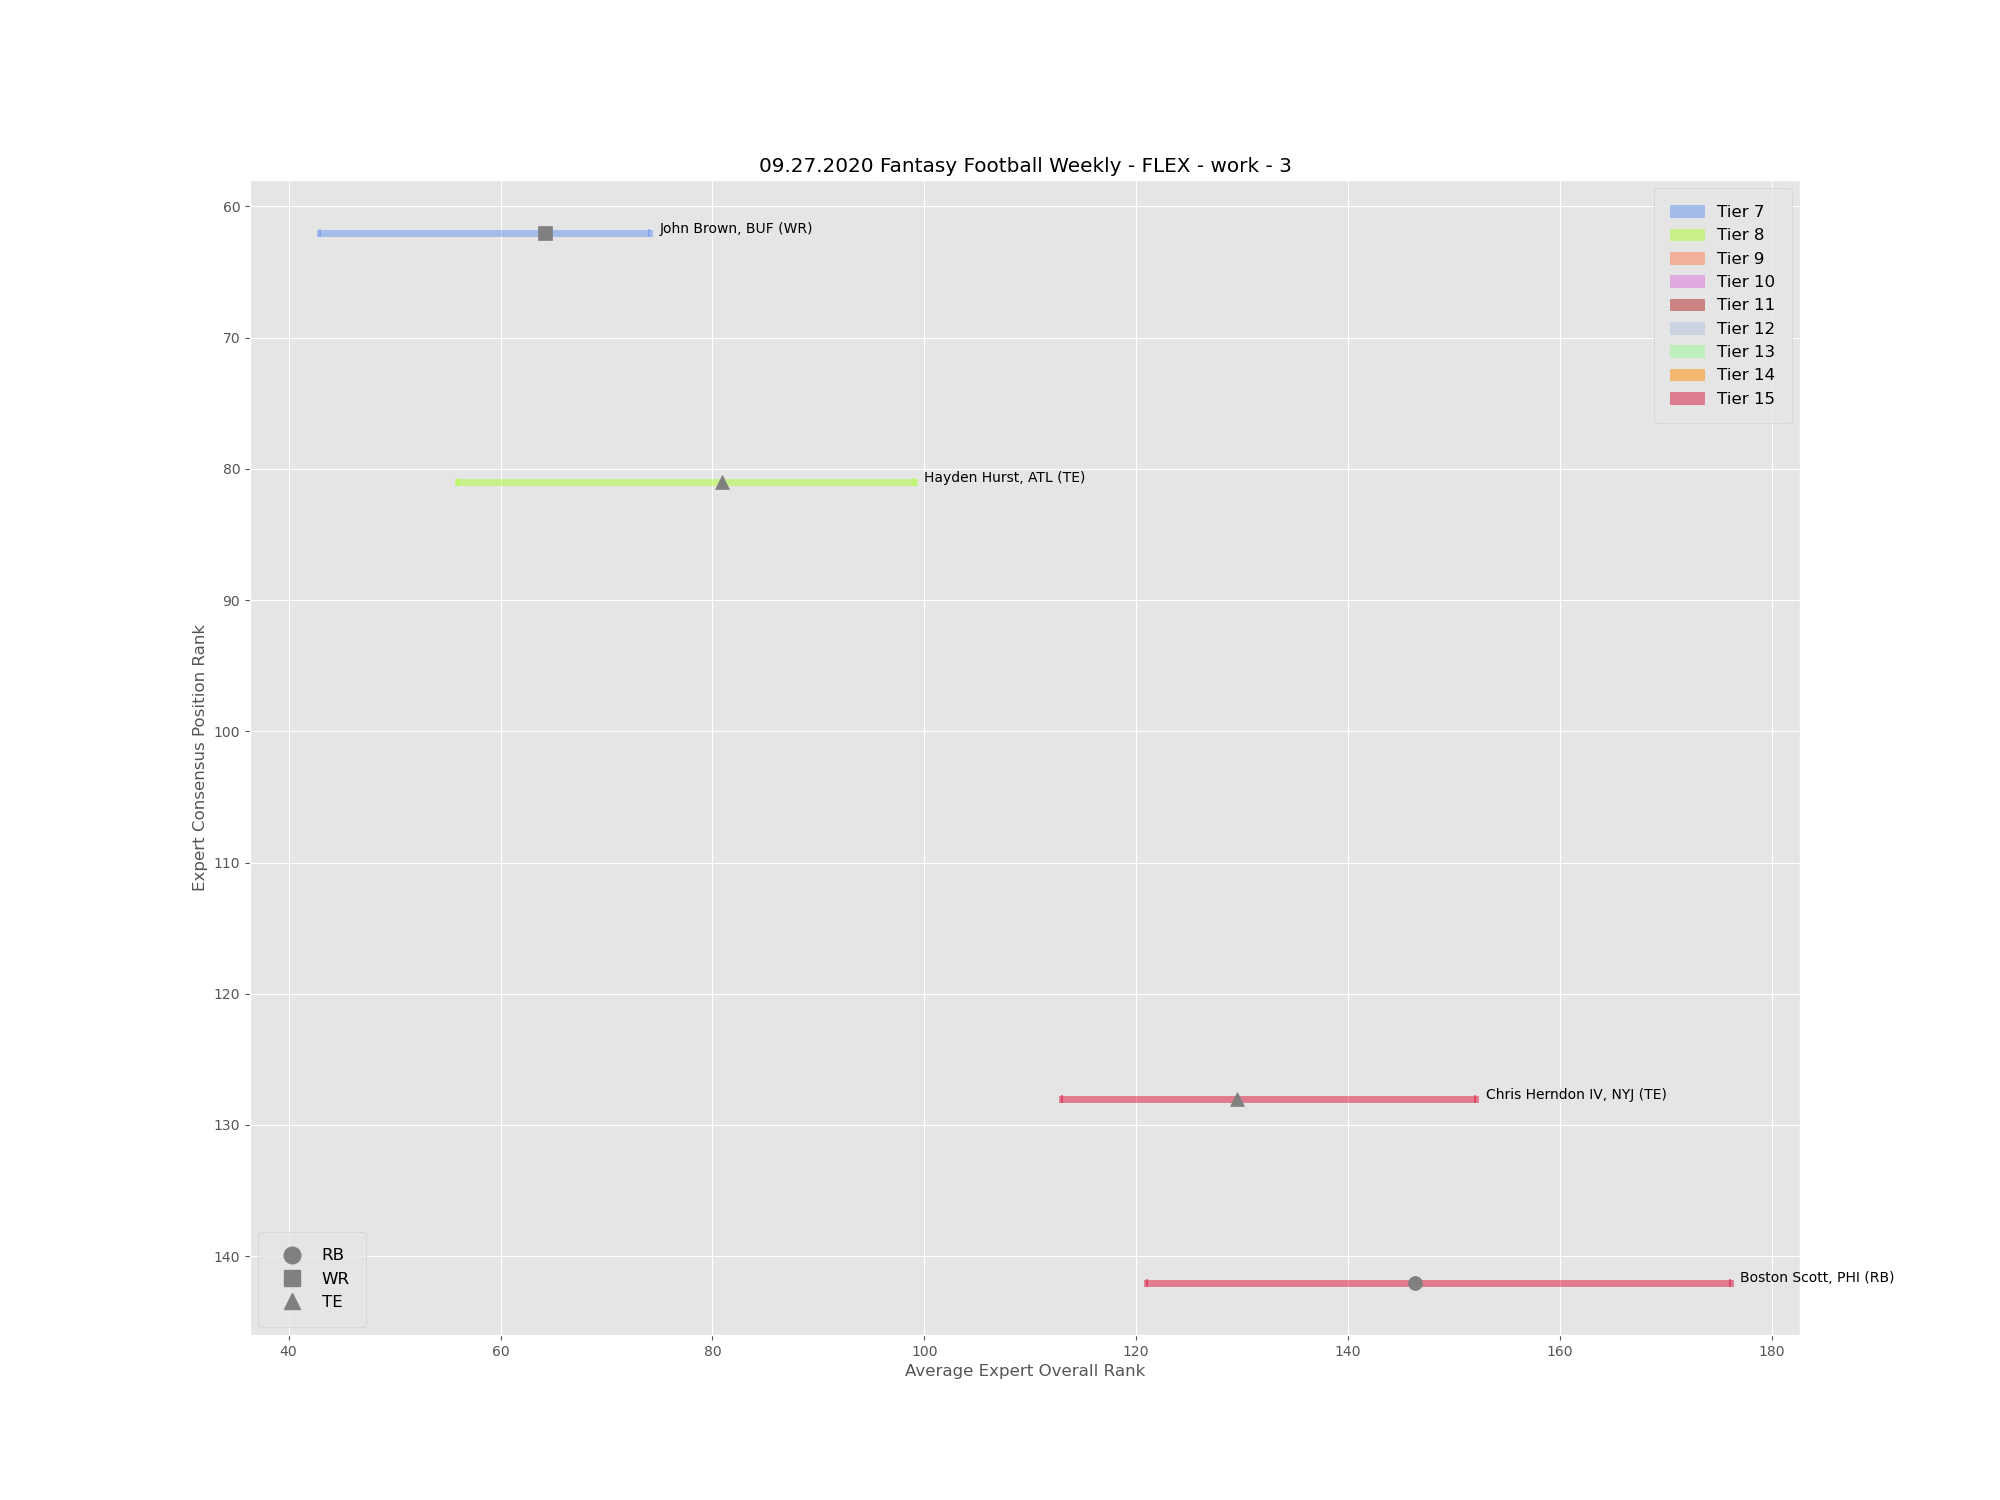 09.27.2020 Fantasy Football Weekly - FLEX - work - 3
60
70
80
90
100
110
120
130
140
Expert Consensus Position Rank
John Brown, BUF (WR)
Hayden Hurst, ATL (TE)
Chris Herndon IV, NYJ (TE)
Boston Scott, PHI (RB)
Tier 7
Tier 8
Tier 9
Tier 10
Tier 11
Tier 12
Tier 13
Tier 14
Tier 15
RB
WR
TE
40 60 80 100 120 140 160 180
Average Expert Overall Rank